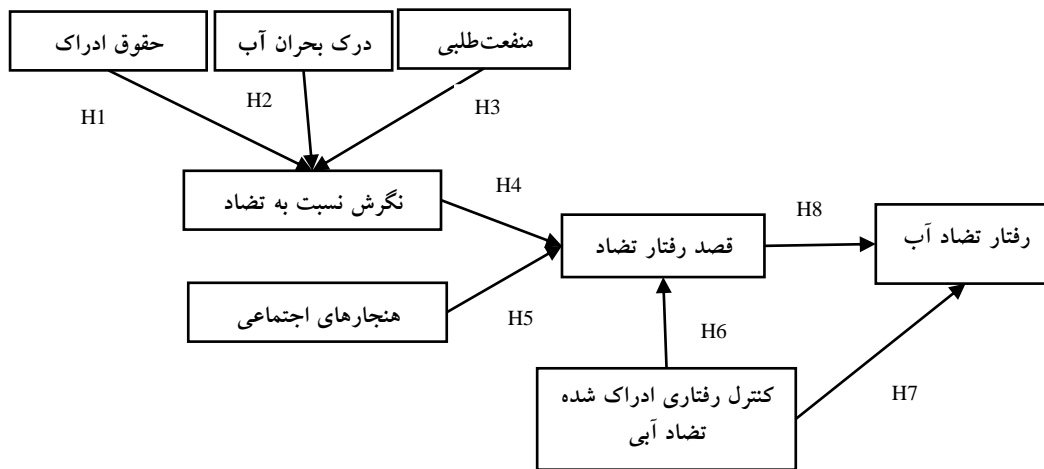 حقوق ادراک
درک بحران آب
منفعت‌طلبی
H1
H2
H3
نگرش نسبت به تضاد
H4
قصد رفتار تضاد
H8
رفتار تضاد آب
هنجارهای اجتماعی
H5
H6
کنترل رفتاری ادراک شده
تضاد آبی
H7